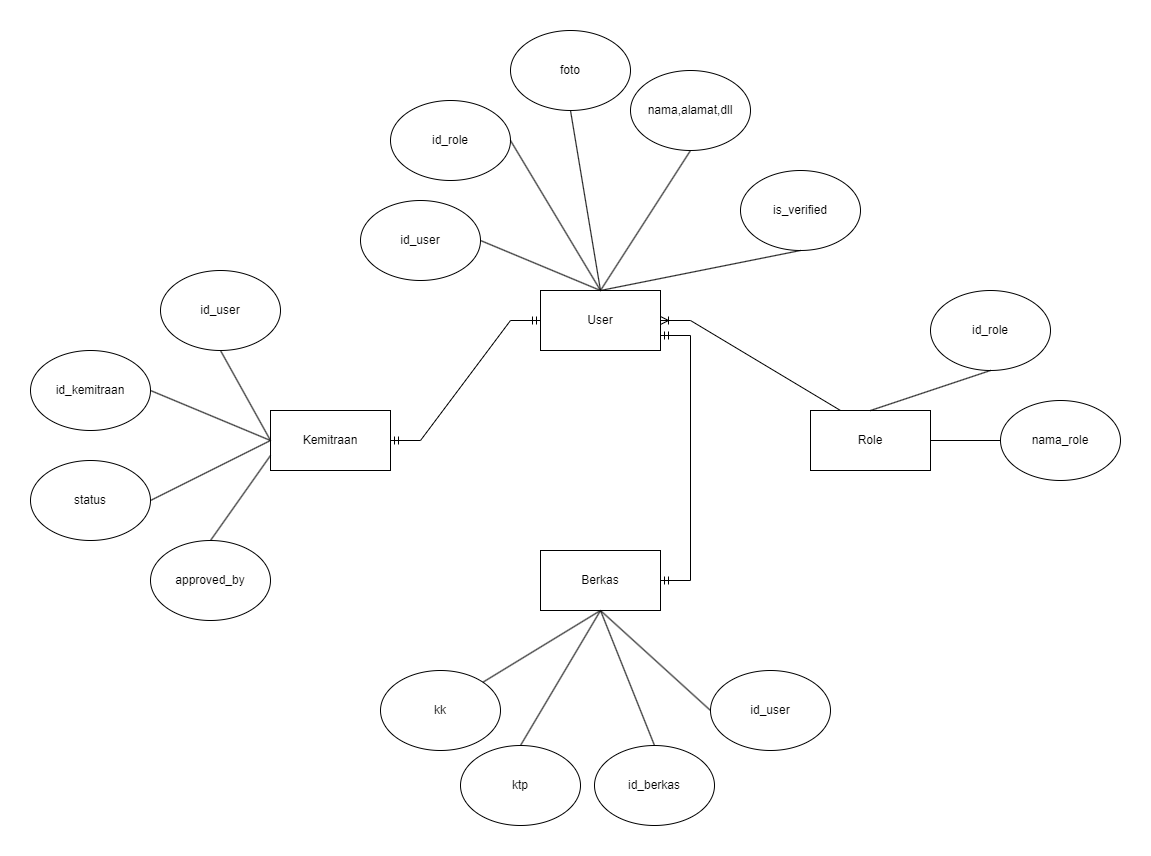 foto
nama,alamat,dll
id_role
is_verified
id_user
id_user
User
id_role
id_kemitraan
Kemitraan
Role
nama_role
status
approved_by
Berkas
kk
id_user
ktp
id_berkas